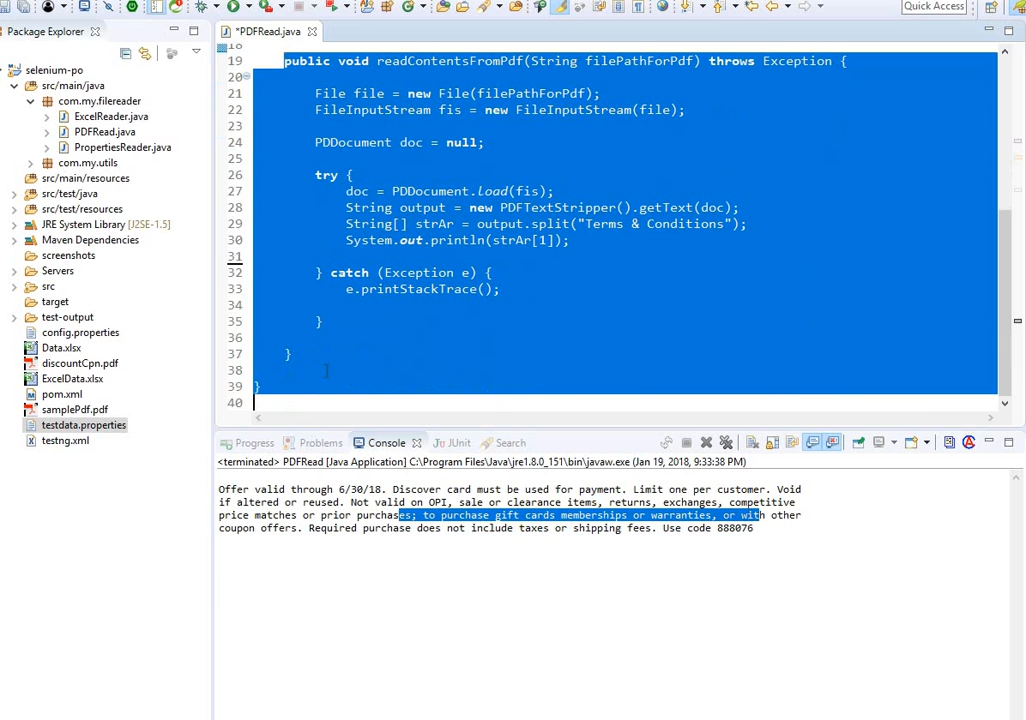 Quick Access
Package Explorer
*PDFRead.java
selenium-po
src/main/java
com.my.filereader
ExcelReader.java
PDFRead.java
PropertiesReader.java
com.my.utils
src/main/resources
src/test/java
src/test/resources
JRE System Library [J2SE-1.5]
Maven Dependencies
screenshots
Servers
src
target
test-output
config.properties
Data.xlsx
discountCpn.pdf
ExcelData.xlsx
pom.xml
samplePdf.pdf
testdata.properties
testng.xml
18
19 public void readContentsFromPdf(String filePathForPdf) throws Exception {
20
21 File file = new File(filePathForPdf);
22 FileInputStream fis = new FileInputStream(file);
23
24 PDDocument doc = null;
25
26 try {
27 doc = PDDocument.load(fis);
28 String output = new PDFTextStripper().getText(doc);
29 String[] strAr = output.split("Terms & Conditions");
30 System.out.println(strAr[1]);
31
32 } catch (Exception e) {
33 e.printStackTrace();
34
35 }
36
37 }
38
39 }
40
Progress Problems Console JUnit Search
<terminated> PDFRead [Java Application] C:\Program Files\Java\jre1.8.0_151\bin\javaw.exe (Jan 19, 2018, 9:33:38 PM)
Offer valid through 6/30/18. Discover card must be used for payment. Limit one per customer. Void
if altered or reused. Not valid on OPI, sale or clearance items, returns, exchanges, competitive
price matches or prior purchases; to purchase gift cards memberships or warranties, or with other
coupon offers. Required purchase does not include taxes or shipping fees. Use code 888076